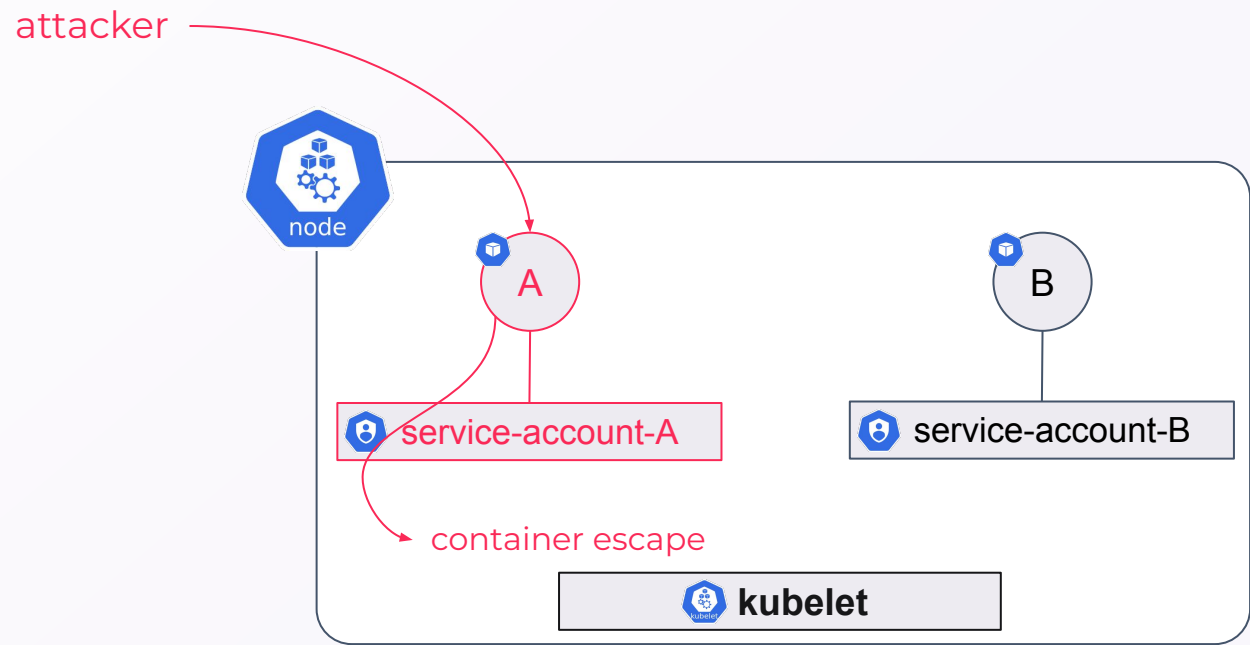 attacker
node
A
B
service-account-A
service-account-B
container escape
kubelet
kubelet